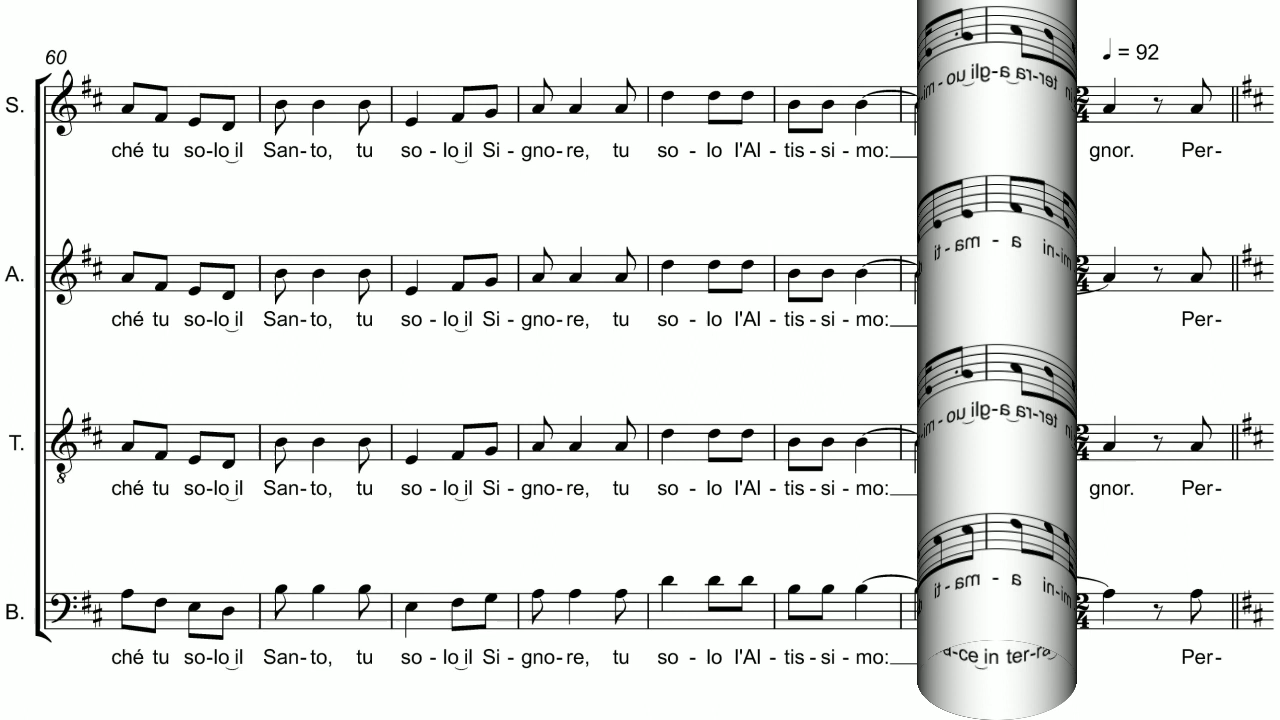 60
♩ = 92
S.
ché tu so-lo‿il San-to, tu so - lo‿il Si - gno-re, tu so - lo l'Al - tis - si - mo: gnor. Per-
A.
ché tu so-lo‿il San-to, tu so - lo‿il Si - gno-re, tu so - lo l'Al - tis - si - mo: Per-
T.
ché tu so-lo‿il San-to, tu so - lo‿il Si - gno-re, tu so - lo l'Al - tis - si - mo: gnor. Per-
B.
ché tu so-lo‿il San-to, tu so - lo‿il Si - gno-re, tu so - lo l'Al - tis - si - mo: Per-